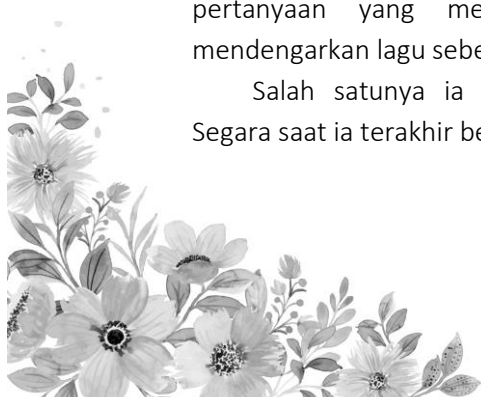 pertanyaan yang me
mendengarkan lagu sebe
Salah satunya ia
Segara saat ia terakhir be